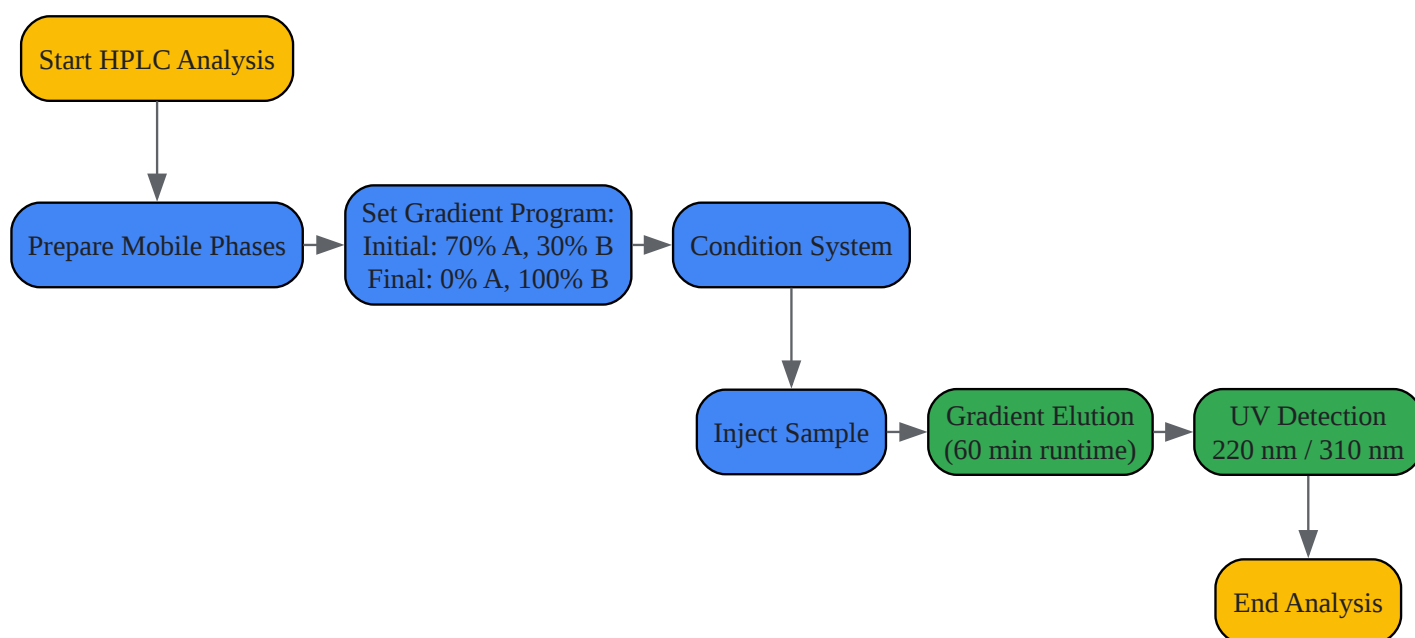 Start HPLC Analysis
Prepare Mobile Phases
Set Gradient Program:
Initial: 70% A, 30% B
Final: 0% A, 100% B
Condition System
Inject Sample
Gradient Elution
(60 min runtime)
UV Detection
220 nm / 310 nm
End Analysis